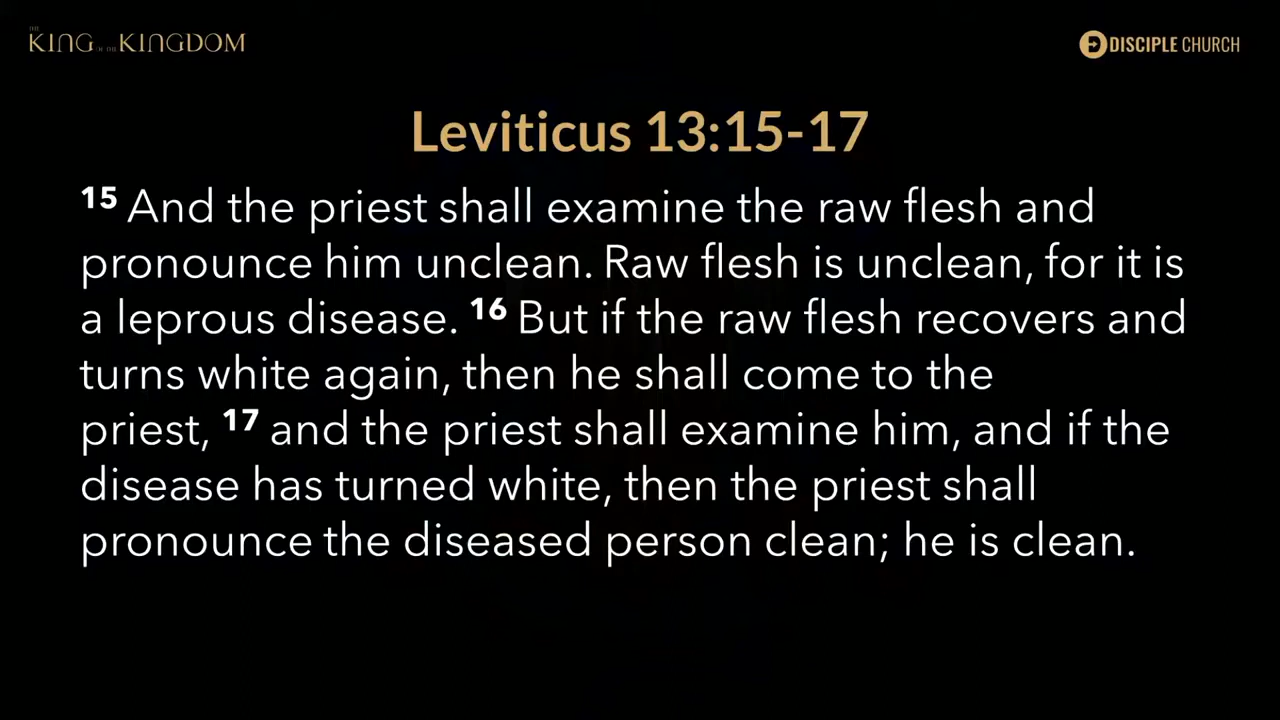 THE
KING OF THE KINGDOM
DISCIPLE CHURCH
Leviticus 13:15-17
15 And the priest shall examine the raw flesh and
pronounce him unclean. Raw flesh is unclean, for it is
a leprous disease. 16 But if the raw flesh recovers and
turns white again, then he shall come to the
priest, 17 and the priest shall examine him, and if the
disease has turned white, then the priest shall
pronounce the diseased person clean; he is clean.